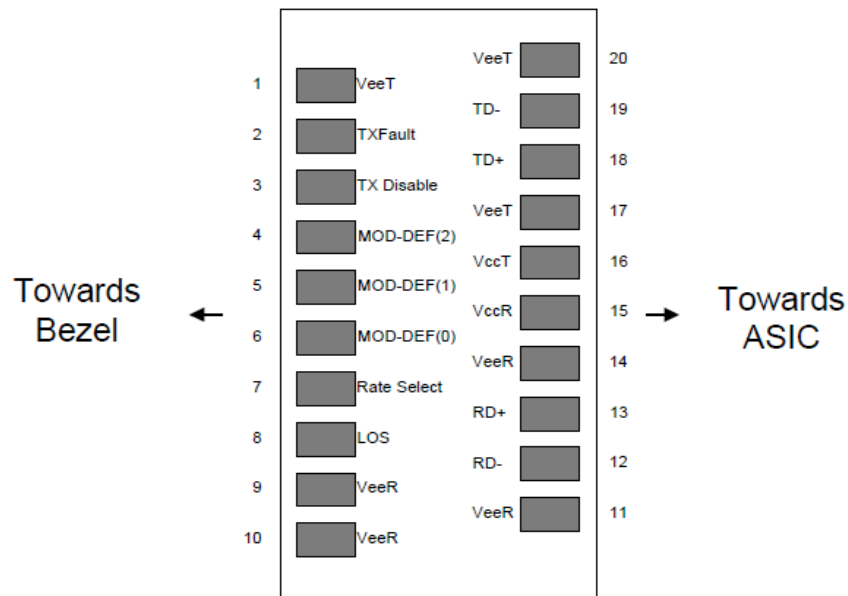 VeeT 20
1 VeeT
TD- 19
2 TXFault
TD+ 18
3 TX Disable
VeeT 17
4 MOD-DEF(2)
VccT 16
5 MOD-DEF(1)
Towards
Bezel
VccR 15
Towards
ASIC
6 MOD-DEF(0)
VeeR 14
7 Rate Select
RD+ 13
8 LOS
RD- 12
9 VeeR
VeeR 11
10 VeeR